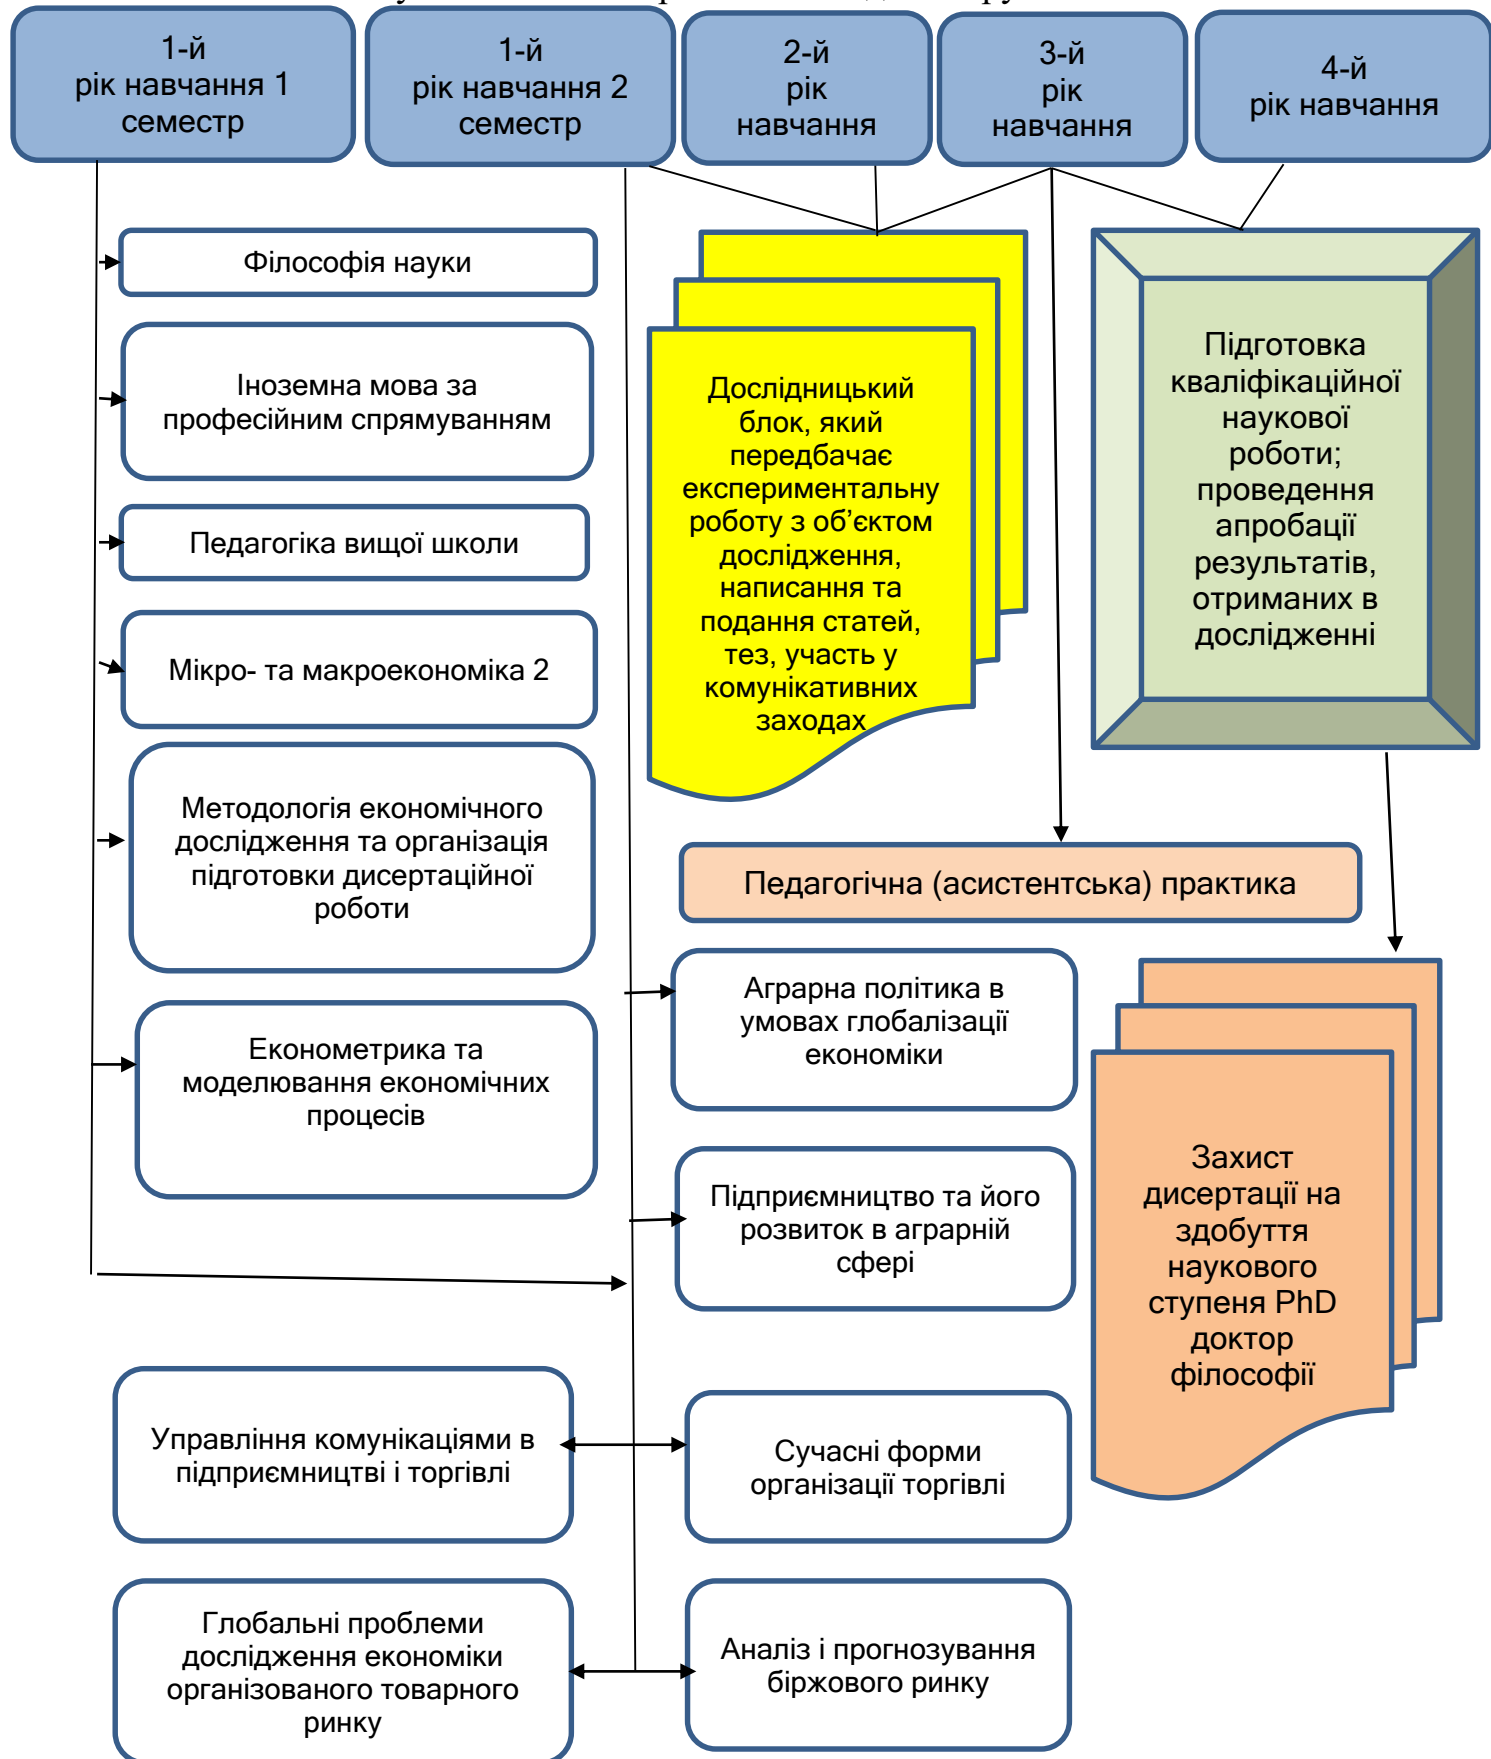 1-й
рік навчання 1
семестр
1-й
рік навчання 2
семестр
2-й
рік
навчання
3-й
рік
навчання
4-й
рік навчання
Філософія науки
Іноземна мова за
професійним спрямуванням
Педагогіка вищої школи
Мікро- та макроекономіка 2
Методологія економічного
дослідження та організація
підготовки дисертаційної
роботи
Економетрика та
моделювання економічних
процесів
Дослідницький
блок, який
передбачає
експериментальну
роботу з об’єктом
дослідження,
написання та
подання статей,
тез, участь у
комунікативних
заходах
Підготовка
кваліфікаційної
наукової
роботи;
проведення
апробації
результатів,
отриманих в
дослідженні
Педагогічна (асистентська) практика
Аграрна політика в
умовах глобалізації
економіки
Підприємництво та його
розвиток в аграрній
сфері
Захист
дисертації на
здобуття
наукового
ступеня PhD
доктор
філософії
Управління комунікаціями в
підприємництві і торгівлі
Сучасні форми
організації торгівлі
Глобальні проблеми
дослідження економіки
організованого товарного
ринку
Аналіз і прогнозування
біржового ринку